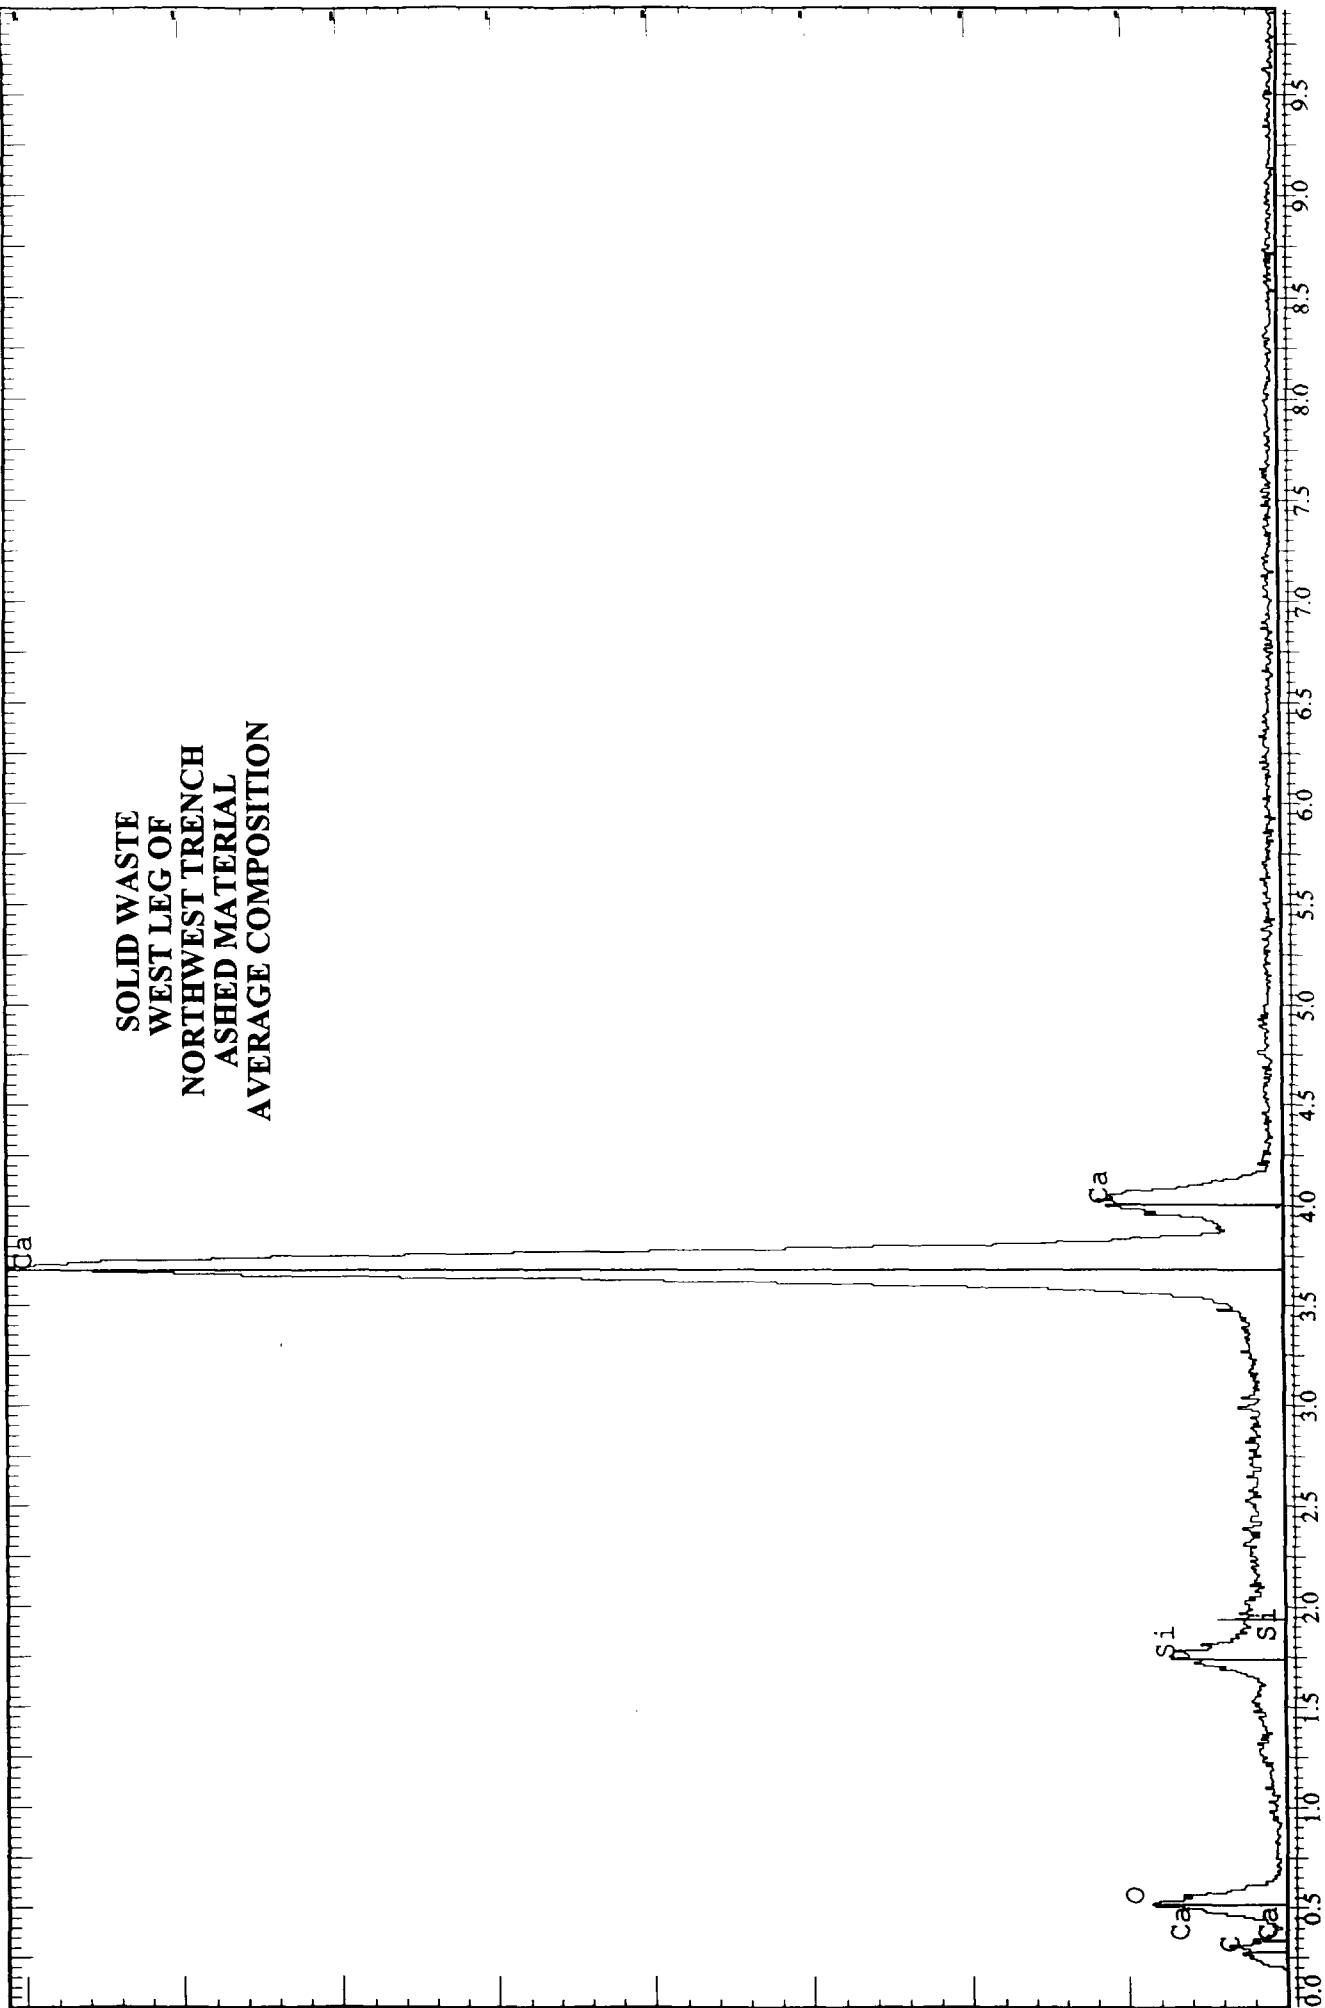 SOLID WASTE
WEST LEG OF
NORTHWEST TRENCH
ASHED MATERIAL
AVERAGE COMPOSITION
Ca
Ca
O
Ca
C
Ca
Si
Si
0.0 0.5 1.0 1.5 2.0 2.5 3.0 3.5 4.0 4.5 5.0 5.5 6.0 6.5 7.0 7.5 8.0 8.5 9.0 9.5